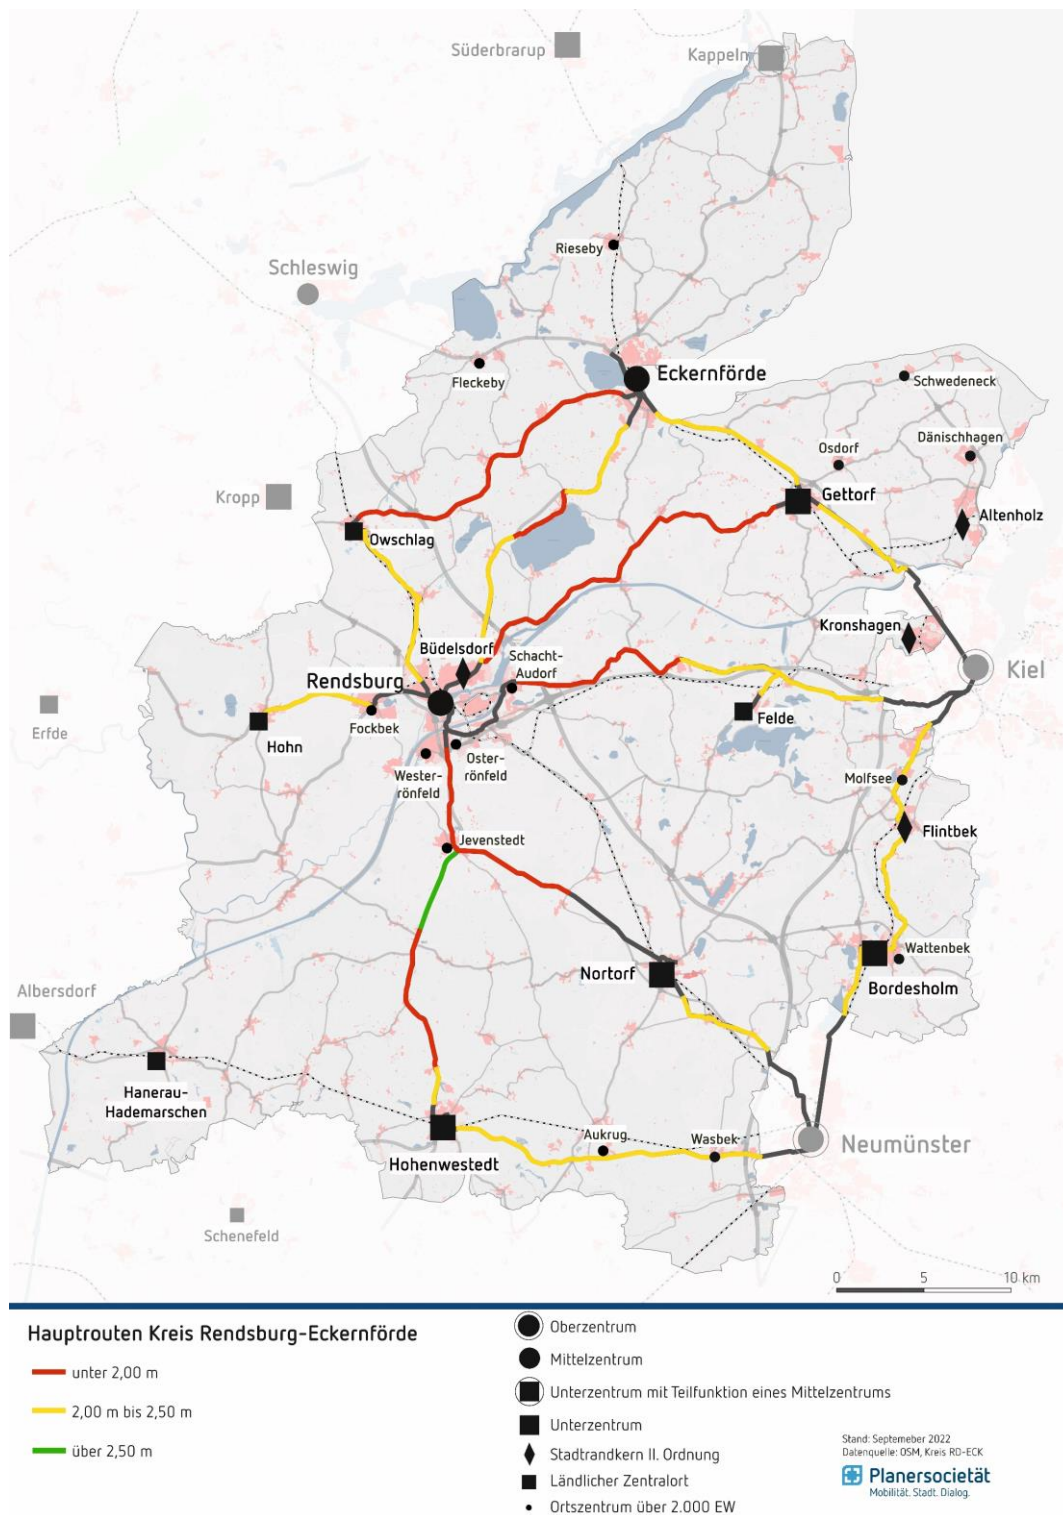 Süderbrarup
Kappeln
Rieseby
Schleswig
Fleckeby
Eckernförde
Schwedeneck
Dänischhagen
Osdorf
Kropp
Gettorf
Altenholz
Owschlag
Kronshagen
Büdelsdorf
Schacht-
Audorf
Rendsburg
Kiel
Erfde
Hohn
Fockbek
Felde
Oster-
rönfeld
Wester-
rönfeld
Molfsee
Jevenstedt
Flintbek
Wattenbek
Nortorf
Bordesholm
Albersdorf
Hanerau-
Hademarschen
Aukrug
Wasbek
Neumünster
Hohenwestedt
Schenefeld
0 5 10 km
Hauptrouten Kreis Rendsburg-Eckernförde
unter 2,00 m
2,00 m bis 2,50 m
über 2,50 m
Oberzentrum
Mittelzentrum
Unterzentrum mit Teilfunktion eines Mittelzentrums
Unterzentrum
Stadtrandkern II. Ordnung
Ländlicher Zentralort
Ortszentrum über 2.000 EW
Stand: Septemeber 2022
Datenquelle: OSM, Kreis RD-ECK
Planersocietät
Mobilität. Stadt. Dialog.